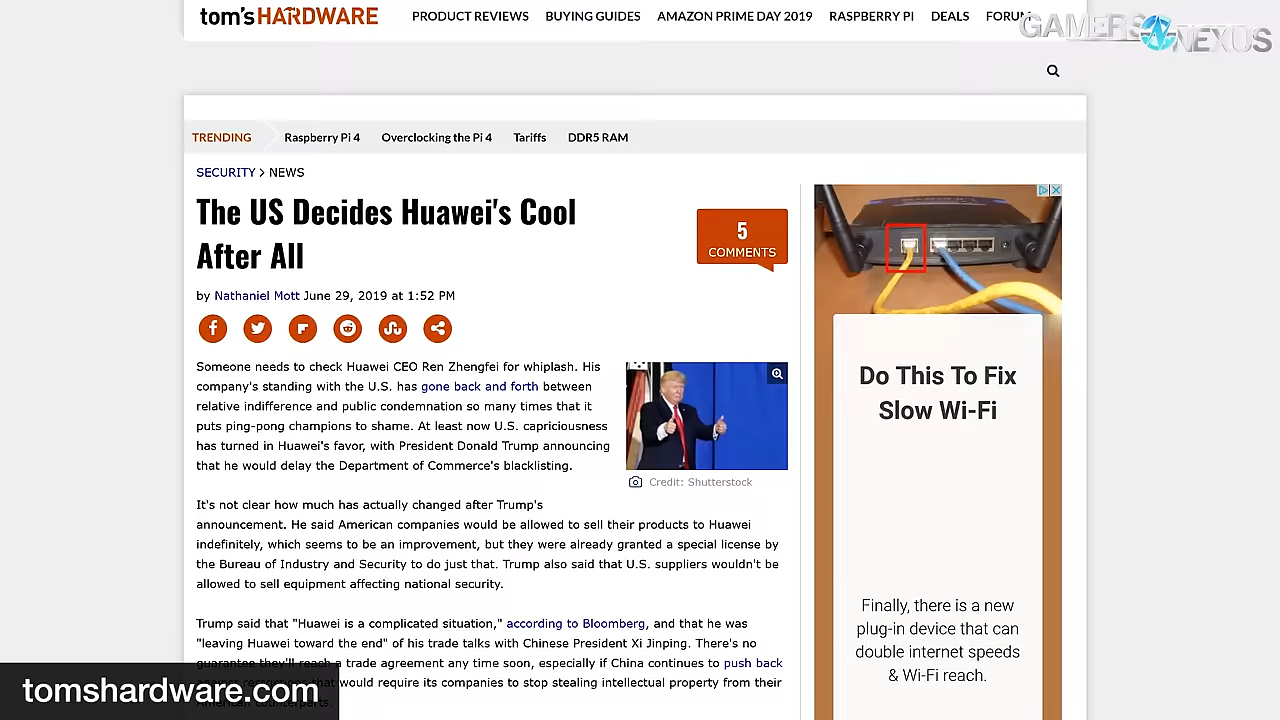 tom's HARDWARE
PRODUCT REVIEWS BUYING GUIDES AMAZON PRIME DAY 2019 RASPBERRY PI DEALS FORUM
GAMERS NEXUS
TRENDING Raspberry Pi 4 Overclocking the Pi 4 Tariffs DDR5 RAM
SECURITY > NEWS
The US Decides Huawei's Cool
After All
5
COMMENTS
by Nathaniel Mott June 29, 2019 at 1:52 PM
Someone needs to check Huawei CEO Ren Zhengfei for whiplash. His
company's standing with the U.S. has gone back and forth between
relative indifference and public condemnation so many times that it
puts ping-pong champions to shame. At least now U.S. capriciousness
has turned in Huawei's favor, with President Donald Trump announcing
that he would delay the Department of Commerce's blacklisting.
Credit: Shutterstock
It's not clear how much has actually changed after Trump's
announcement. He said American companies would be allowed to sell their products to Huawei
indefinitely, which seems to be an improvement, but they were already granted a special license by
the Bureau of Industry and Security to do just that. Trump also said that U.S. suppliers wouldn't be
allowed to sell equipment affecting national security.
Trump said that "Huawei is a complicated situation," according to Bloomberg, and that he was
"leaving Huawei toward the end" of his trade talks with Chinese President Xi Jinping. There's no
guarantee they'll reach a trade agreement any time soon, especially if China continues to push back
against restrictions that would require its companies to stop stealing intellectual property from their
American counterparts.
Do This To Fix
Slow Wi-Fi
Finally, there is a new
plug-in device that can
double internet speeds
& Wi-Fi reach.
tomshardware.com